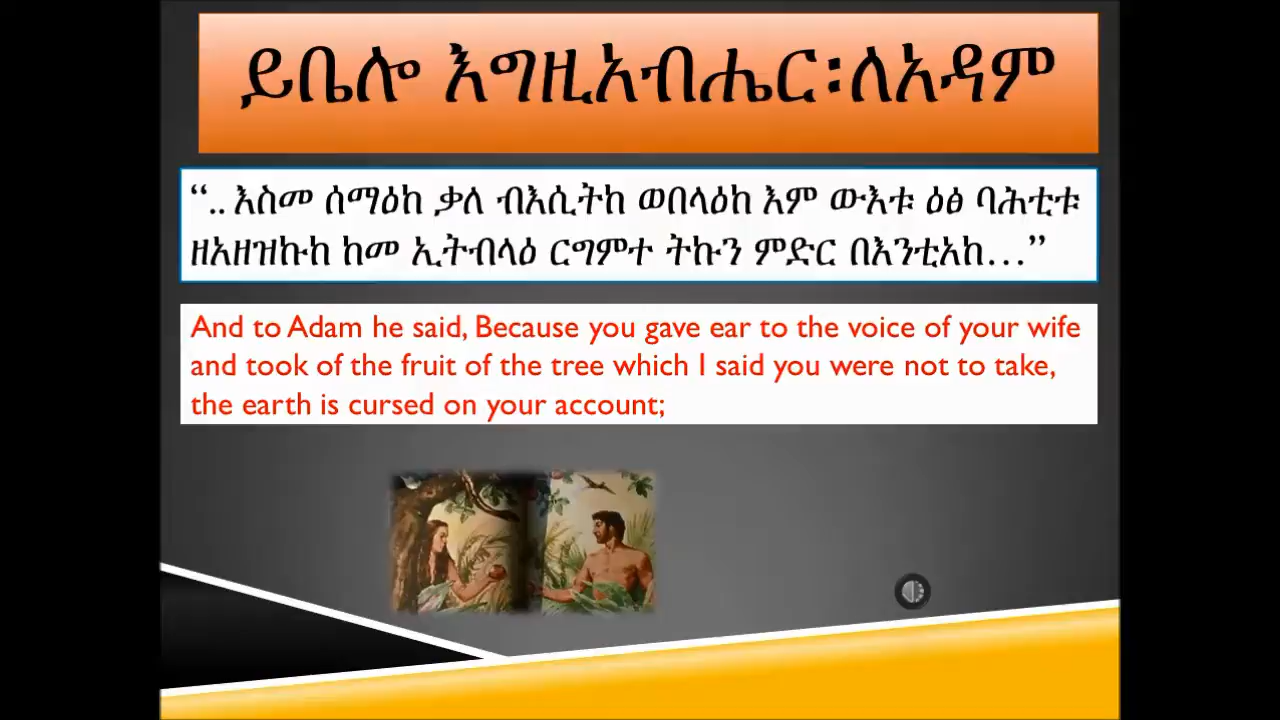 ይቤሎ እግዚአብሔር፡ለአዳም
“.. እስመ ሰማዕከ ቃለ ብእሲትከ ወበላዕከ እም ውእቱ ዕፅ ባሕቲቱ
ዘአዘዝኩከ ከመ ኢትብላዕ ርግምተ ትኩን ምድር በእንቲአከ...”
And to Adam he said, Because you gave ear to the voice of your wife
and took of the fruit of the tree which I said you were not to take,
the earth is cursed on your account;